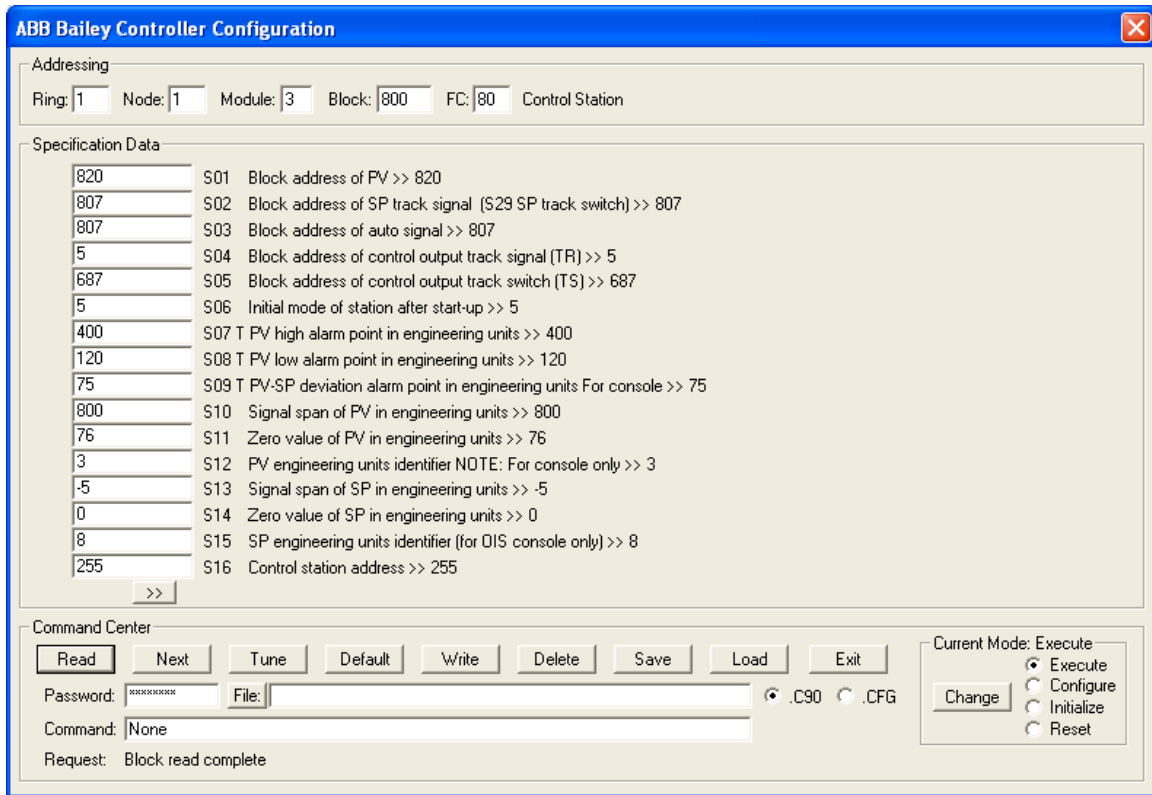 ABB Bailey Controller Configuration
Addressing
Ring: 1 Node: 1 Module: 3 Block: 800 FC: 80 Control Station
Specification Data
820 S01 Block address of PV >> 820
807 S02 Block address of SP track signal (S29 SP track switch) >> 807
807 S03 Block address of auto signal >> 807
5 S04 Block address of control output track signal (TR) >> 5
687 S05 Block address of control output track switch (TS) >> 687
5 S06 Initial mode of station after start-up >> 5
400 S07 T PV high alarm point in engineering units >> 400
120 S08 T PV low alarm point in engineering units >> 120
75 S09 T PV-SP deviation alarm point in engineering units For console >> 75
800 S10 Signal span of PV in engineering units >> 800
76 S11 Zero value of PV in engineering units >> 76
3 S12 PV engineering units identifier NOTE: For console only >> 3
-5 S13 Signal span of SP in engineering units >> -5
0 S14 Zero value of SP in engineering units >> 0
8 S15 SP engineering units identifier (for OIS console only) >> 8
255 S16 Control station address >> 255
>>
Command Center
Read Next Tune Default Write Delete Save Load Exit
Password: ******** File: .C90 .CFG
Command: None
Request: Block read complete
Current Mode: Execute
Change
Execute
Configure
Initialize
Reset